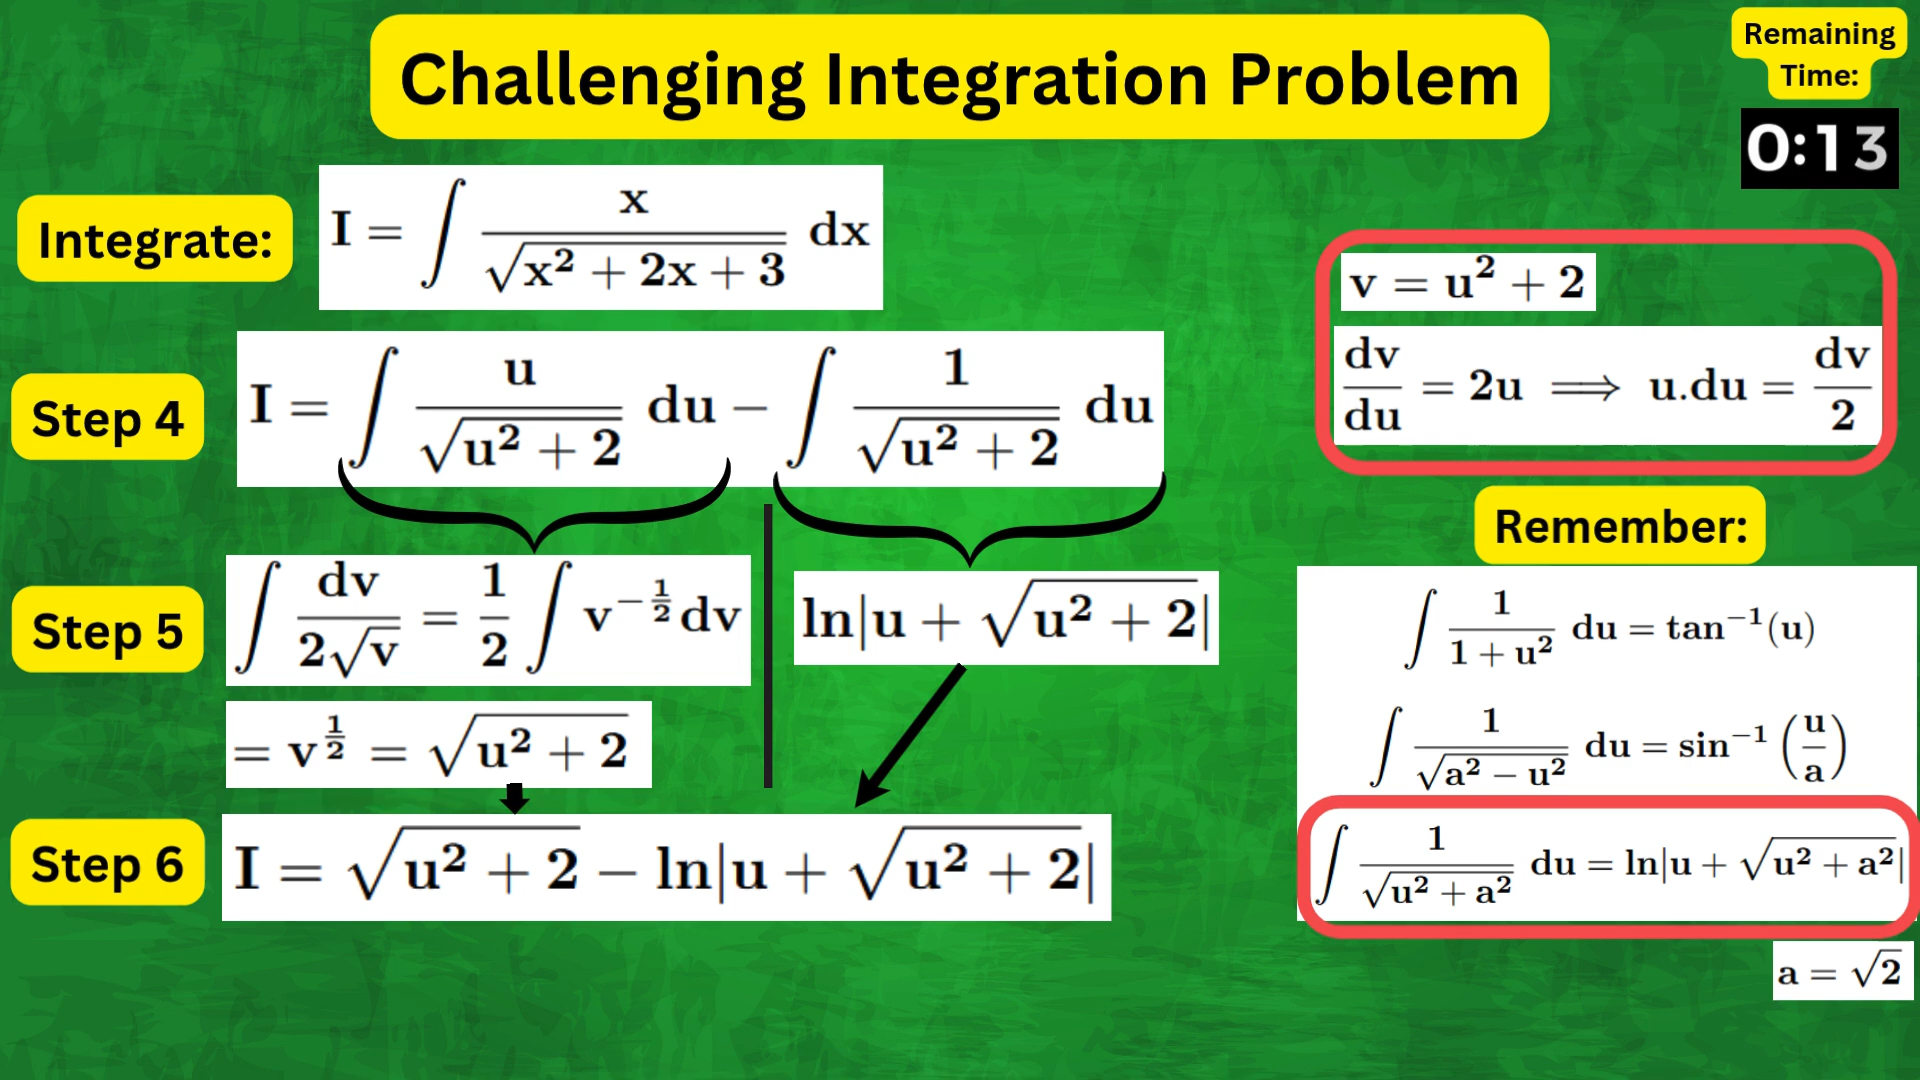 Challenging Integration Problem
Remaining
Time:
0:13
Integrate:
I = ∫ x / √(x² + 2x + 3) dx
Step 4
I = ∫ u / √(u² + 2) du − ∫ 1 / √(u² + 2) du
v = u² + 2
dv/du = 2u ⟹ u.du = dv/2
Step 5
∫ dv / 2√v = 1/2 ∫ v^(−1/2) dv
ln|u + √(u² + 2)|
= v^(1/2) = √(u² + 2)
Step 6
I = √(u² + 2) − ln|u + √(u² + 2)|
Remember:
∫ 1 / (1 + u²) du = tan⁻¹(u)
∫ 1 / √(a² − u²) du = sin⁻¹(u/a)
∫ 1 / √(u² + a²) du = ln|u + √(u² + a²)|
a = √2